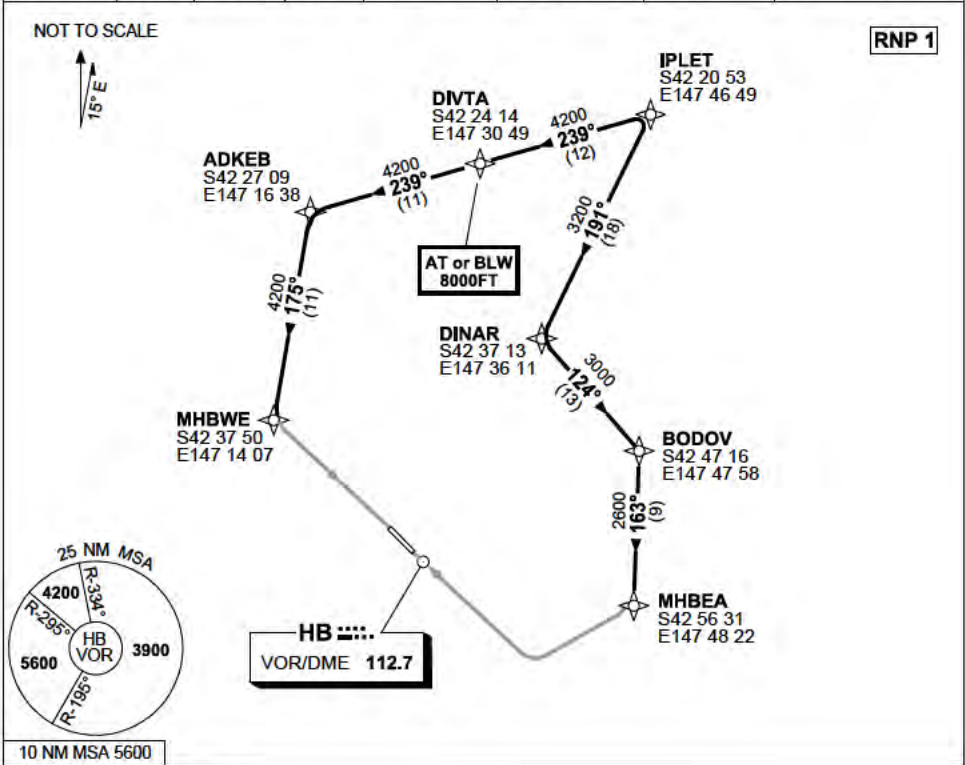 NOT TO SCALE
15° E
RNP 1
IPLET
S42 20 53
E147 46 49
DIVTA
S42 24 14
E147 30 49
4200
239°
(12)
ADKEB
S42 27 09
E147 16 38
4200
239°
(11)
3200
191°
(18)
AT or BLW
8000FT
4200
175°
(11)
DINAR
S42 37 13
E147 36 11
3000
124°
(13)
MHBWE
S42 37 50
E147 14 07
BODOV
S42 47 16
E147 47 58
2600
163°
(9)
25 NM MSA
4200
R-334°
R-295°
HB
VOR
3900
5600
R-195°
10 NM MSA 5600
HB
VOR/DME 112.7
MHBEA
S42 56 31
E147 48 22